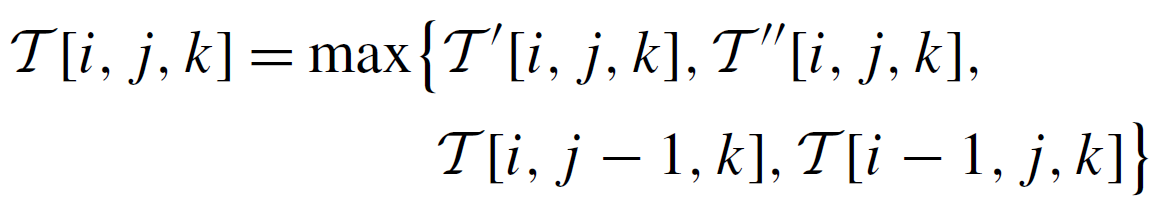 𝒯[i, j, k] = max{𝒯′[i, j, k], 𝒯″[i, j, k],
𝒯[i, j − 1, k], 𝒯[i − 1, j, k]}